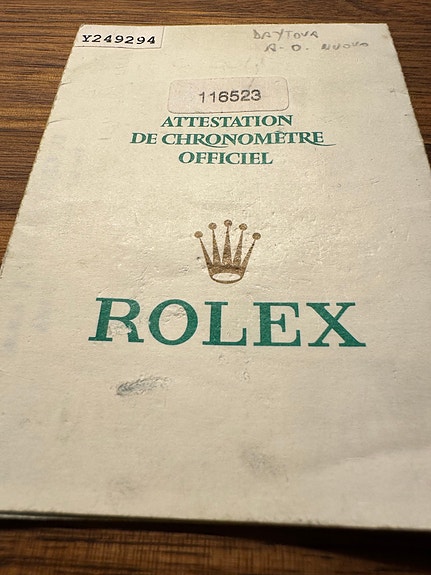 Y249294
DAYTONA
A. O. NUOVO
116523
ATTESTATION
DE CHRONOMÈTRE
OFFICIEL
ROLEX